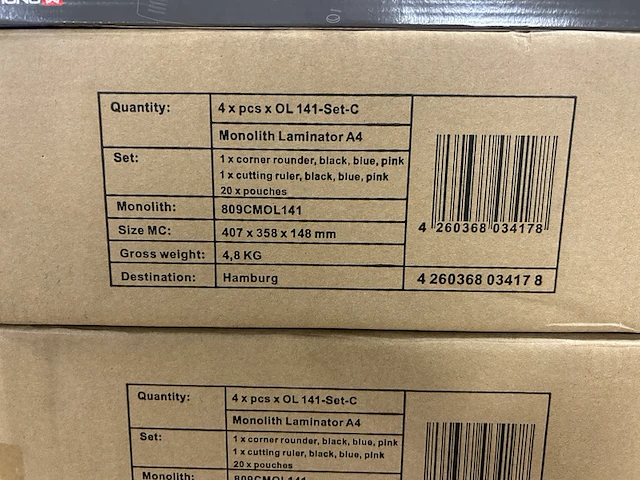 Quantity: 4 x pcs x OL 141-Set-C
Monolith Laminator A4
Set: 1 x corner rounder, black, blue, pink
1 x cutting ruler, black, blue, pink
20 x pouches
Monolith: 809CMOL141
Size MC: 407 x 358 x 148 mm
Gross weight: 4,8 KG
Destination: Hamburg
4 260368 034178
4 260368 03417 8
Quantity: 4 x pcs x OL 141-Set-C
Monolith Laminator A4
Set: 1 x corner rounder, black, blue, pink
1 x cutting ruler, black, blue, pink
20 x pouches
Monolith: 809CMOL141